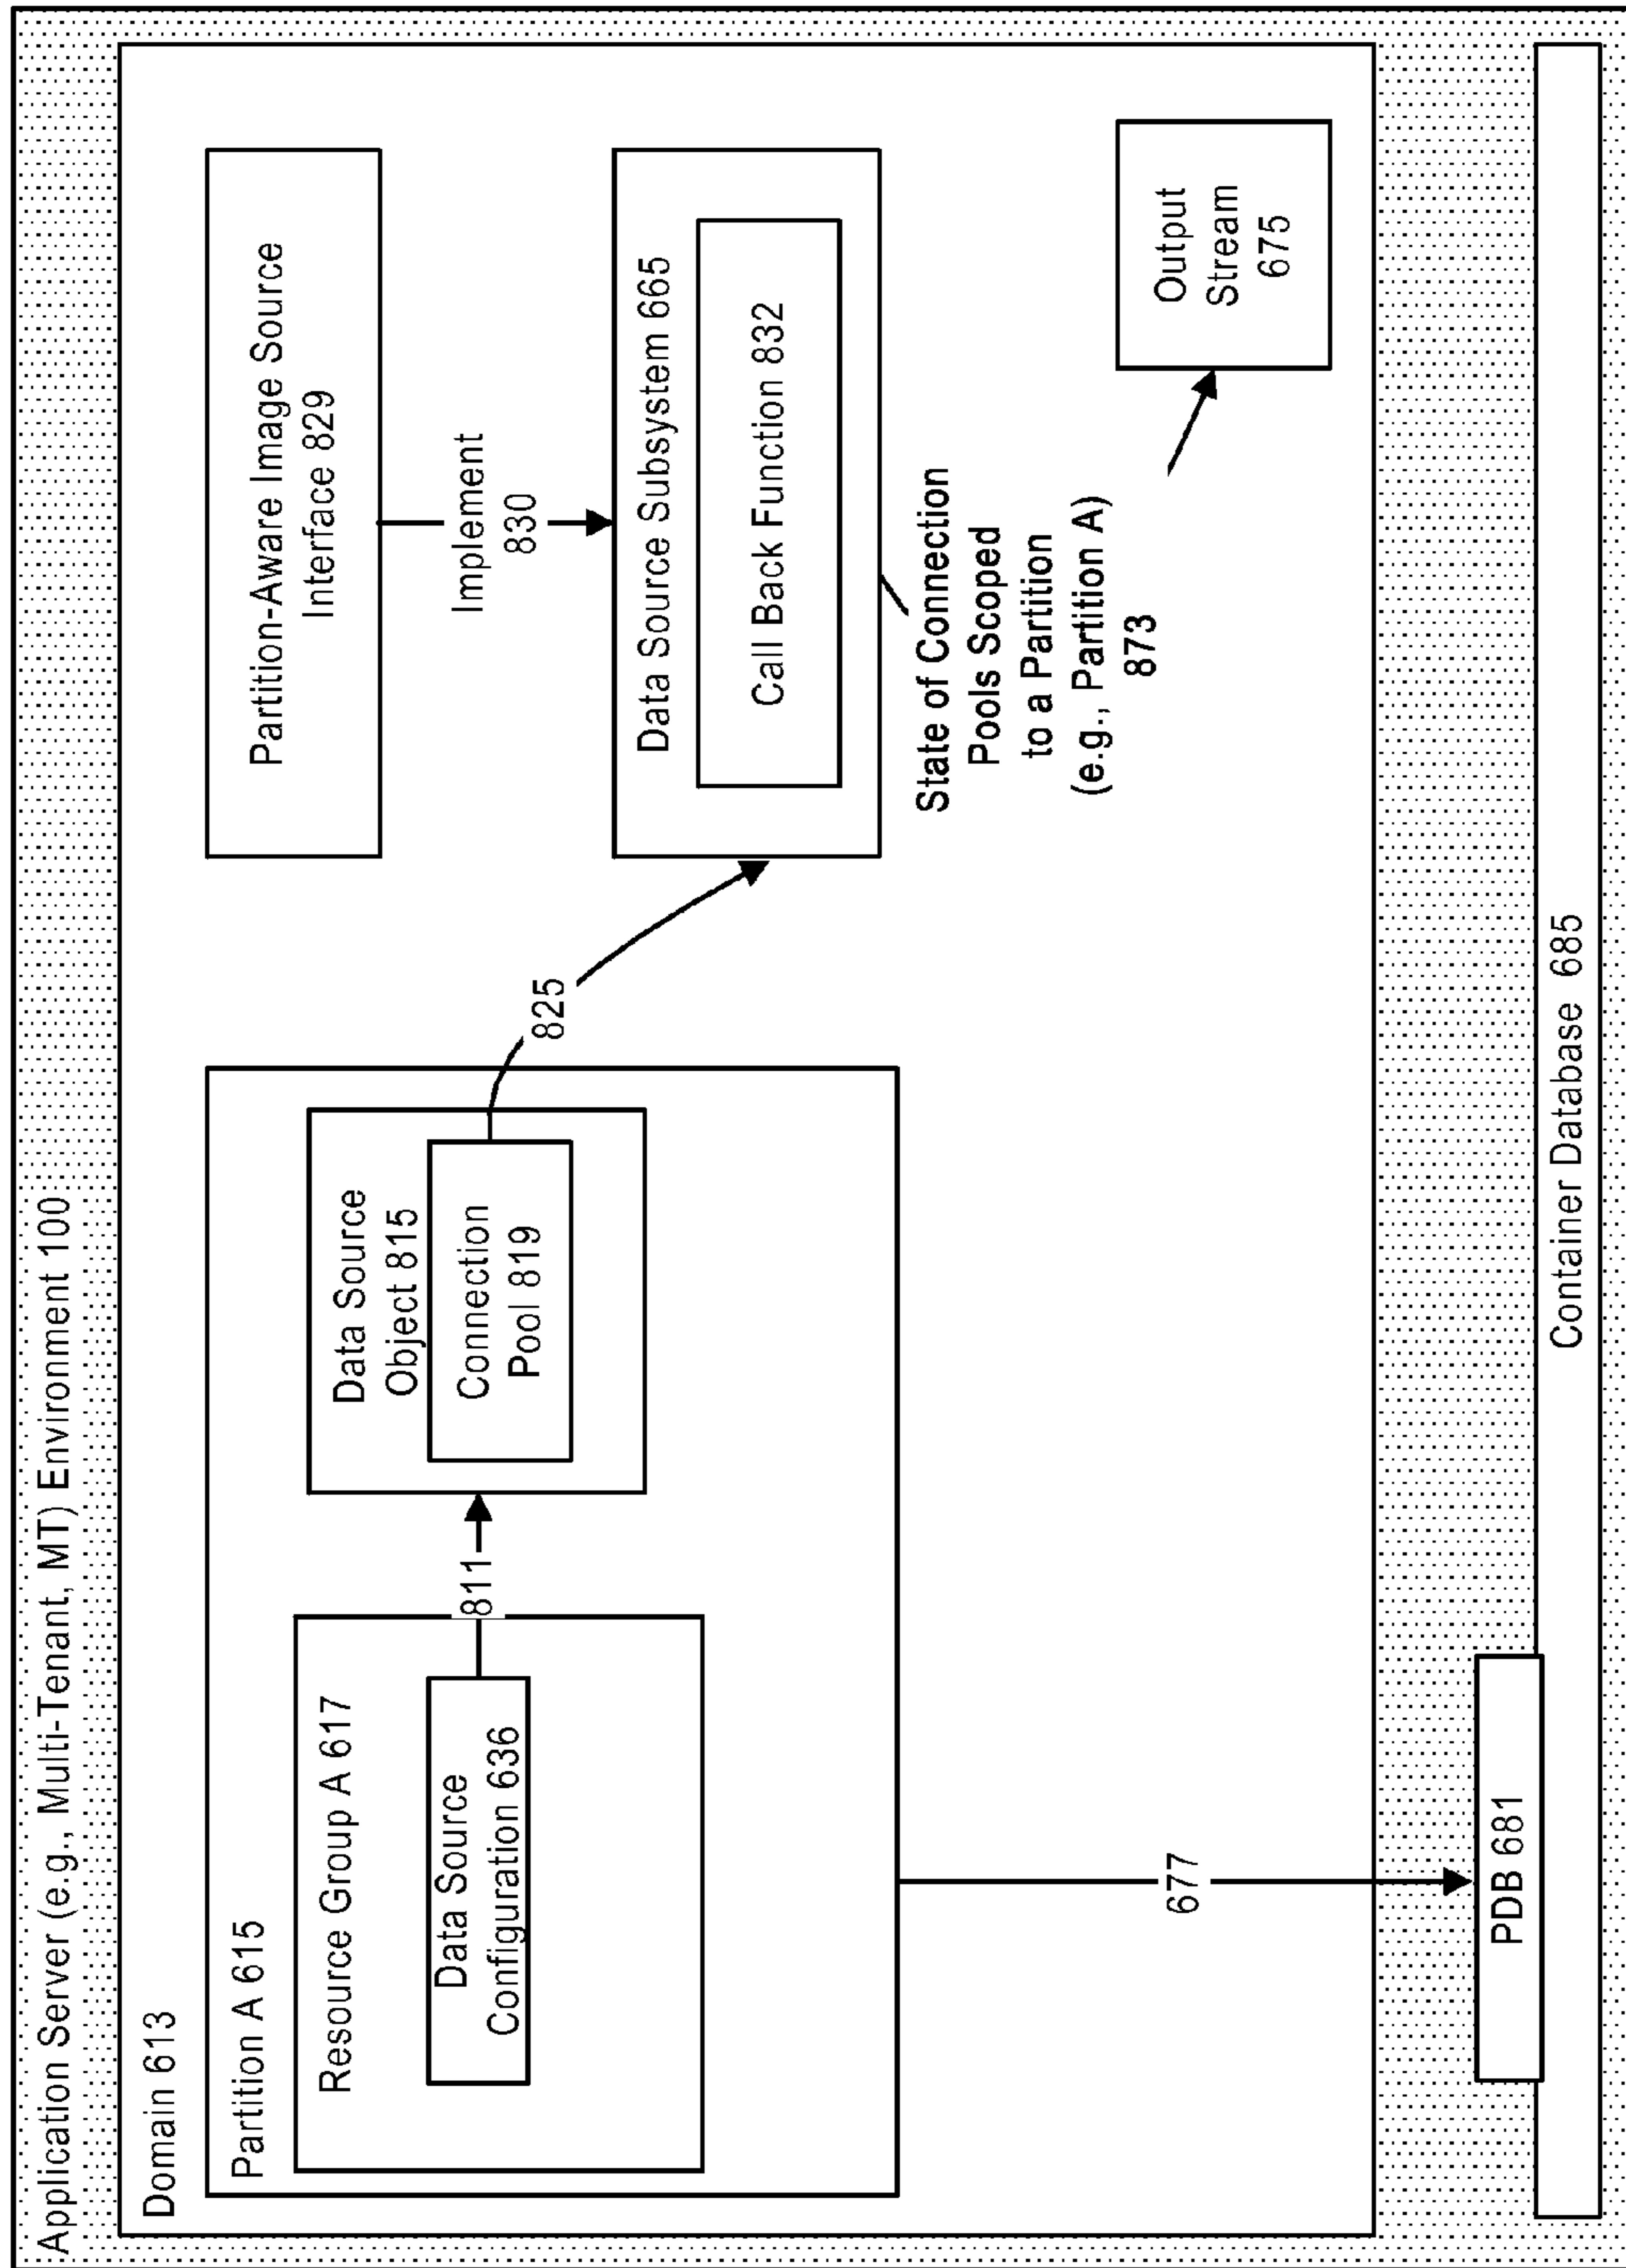 Application Server (e.g., Multi-Tenant, MT) Environment 100
Domain 613
Partition A 615
Resource Group A 617
Data Source
Configuration 636
811
Data Source
Object 815
Connection
Pool 819
825
Partition-Aware Image Source
Interface 829
Implement
830
Data Source Subsystem 665
Call Back Function 832
State of Connection
Pools Scoped
to a Partition
(e.g., Partition A)
873
Output
Stream
675
677
PDB 681
Container Database 685